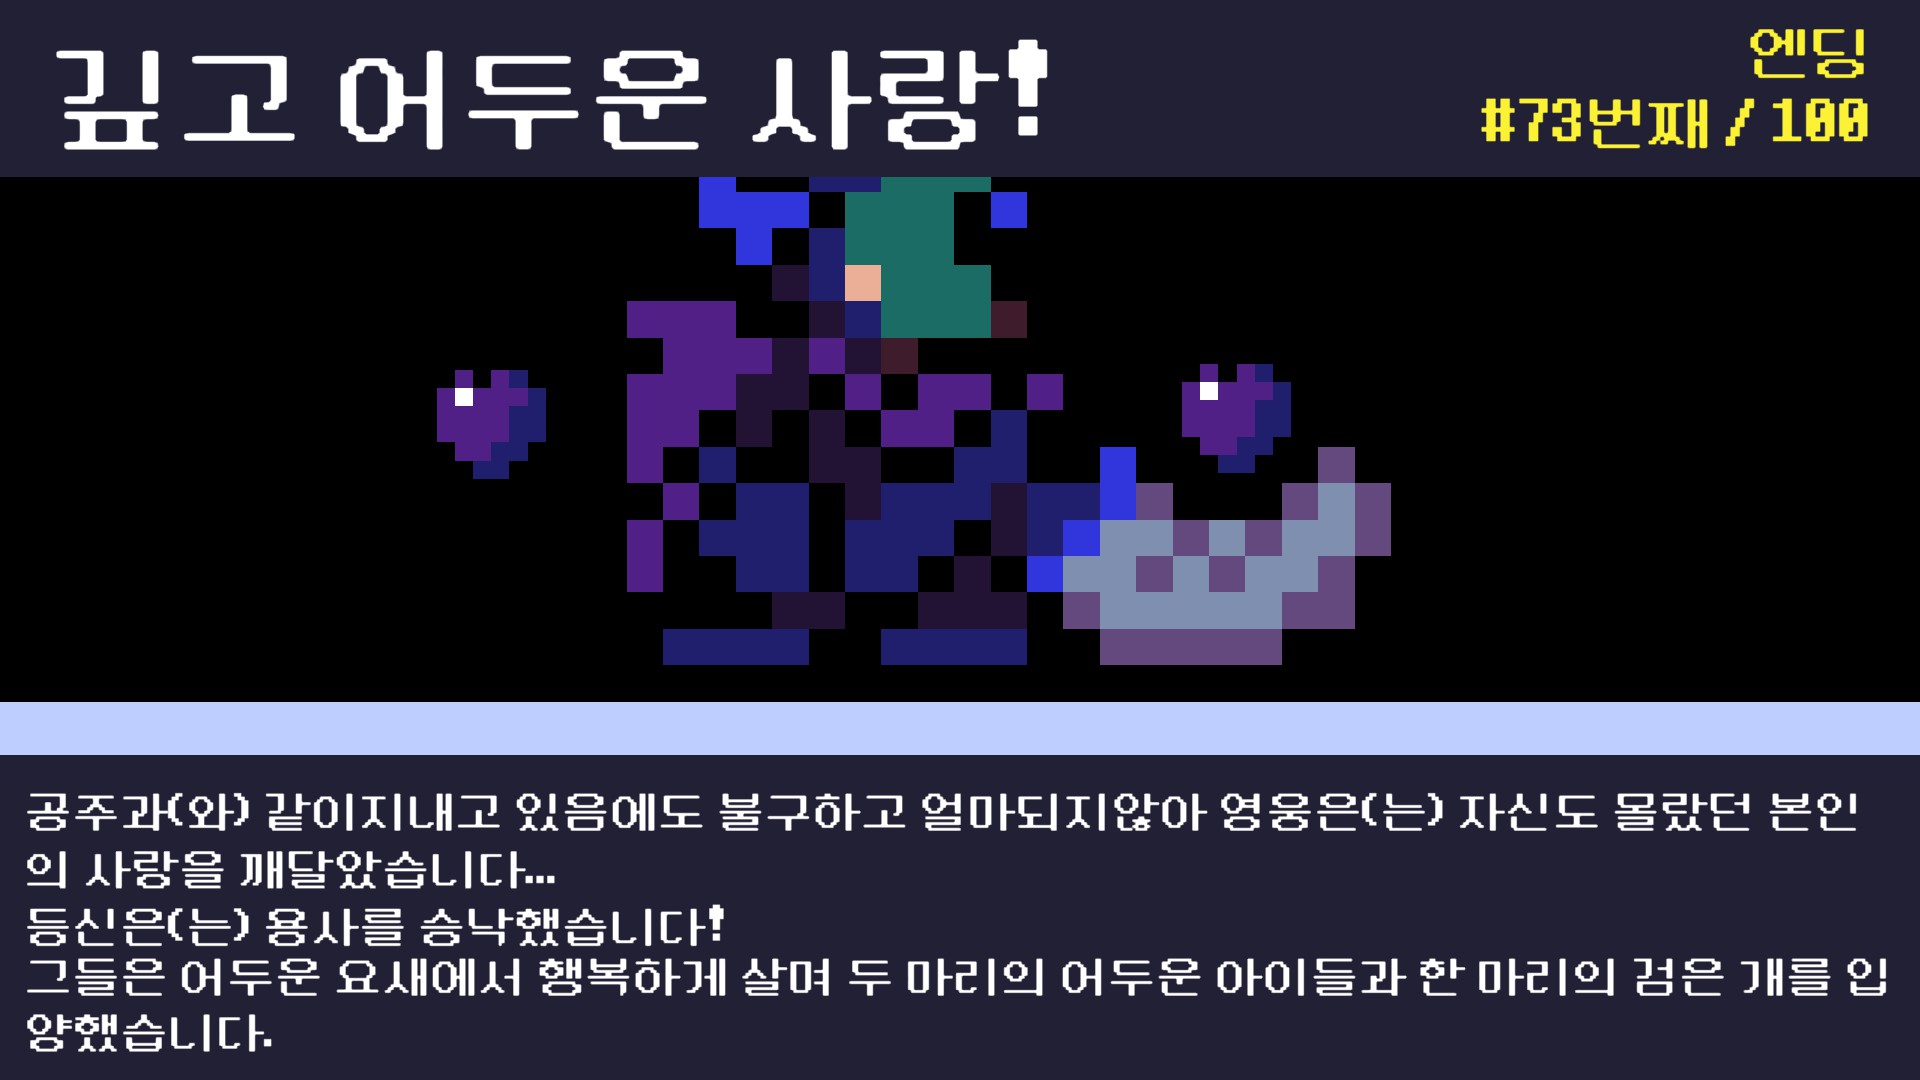 깊고 어두운 사랑!
엔딩
#73번째 / 100
공주과(와) 같이지내고 있음에도 불구하고 얼마되지않아 영웅은(는) 자신도 몰랐던 본인
의 사랑을 깨달았습니다...
등신은(는) 용사를 승낙했습니다!
그들은 어두운 요새에서 행복하게 살며 두 마리의 어두운 아이들과 한 마리의 검은 개를 입
양했습니다.